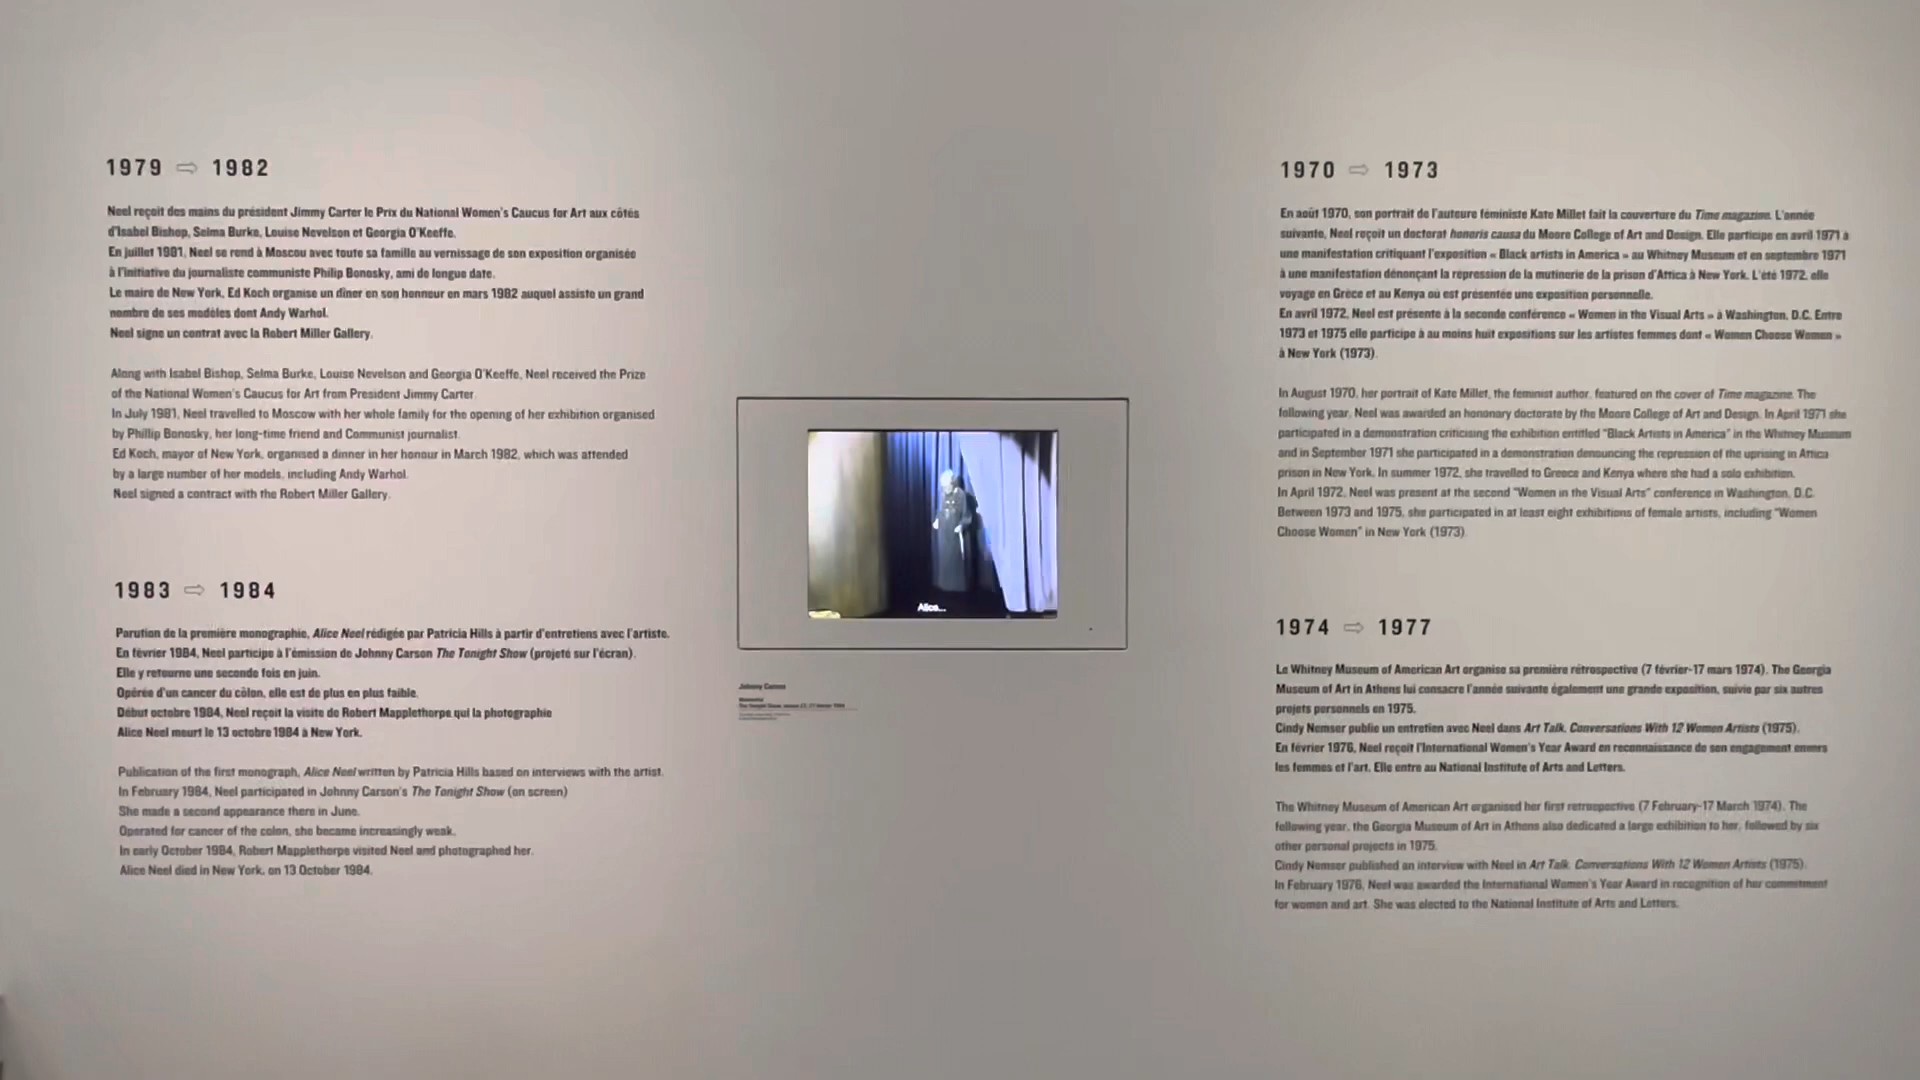 1979 ⇨ 1982
Neel reçoit des mains du président Jimmy Carter le Prix du National Women's Caucus for Art aux côtés
d'Isabel Bishop, Selma Burke, Louise Nevelson et Georgia O'Keeffe.
En juillet 1981, Neel se rend à Moscou avec toute sa famille au vernissage de son exposition organisée
à l'initiative du journaliste communiste Philip Bonosky, ami de longue date.
Le maire de New York, Ed Koch organise un dîner en son honneur en mars 1982 auquel assiste un grand
nombre de ses modèles dont Andy Warhol.
Neel signe un contrat avec la Robert Miller Gallery.
Along with Isabel Bishop, Selma Burke, Louise Nevelson and Georgia O'Keeffe, Neel received the Prize
of the National Women's Caucus for Art from President Jimmy Carter.
In July 1981, Neel travelled to Moscow with her whole family for the opening of her exhibition organised
by Phillip Bonosky, her long-time friend and Communist journalist.
Ed Koch, mayor of New York, organised a dinner in her honour in March 1982, which was attended
by a large number of her models, including Andy Warhol.
Neel signed a contract with the Robert Miller Gallery.
1983 ⇨ 1984
Parution de la première monographie, Alice Neel rédigée par Patricia Hills à partir d'entretiens avec l'artiste.
En février 1984, Neel participe à l'émission de Johnny Carson The Tonight Show (projeté sur l'écran).
Elle y retourne une seconde fois en juin.
Opérée d'un cancer du côlon, elle est de plus en plus faible.
Début octobre 1984, Neel reçoit la visite de Robert Mapplethorpe qui la photographie
Alice Neel meurt le 13 octobre 1984 à New York.
Publication of the first monograph, Alice Neel written by Patricia Hills based on interviews with the artist.
In February 1984, Neel participated in Johnny Carson's The Tonight Show (on screen)
She made a second appearance there in June.
Operated for cancer of the colon, she became increasingly weak.
In early October 1984, Robert Mapplethorpe visited Neel and photographed her.
Alice Neel died in New York, on 13 October 1984.
Alice...
Johnny Carson
1970 ⇨ 1973
En août 1970, son portrait de l'auteure féministe Kate Millet fait la couverture du Time magazine. L'année
suivante, Neel reçoit un doctorat honoris causa du Moore College of Art and Design. Elle participe en avril 1971 à
une manifestation critiquant l'exposition « Black artists in America » au Whitney Museum et en septembre 1971
à une manifestation dénonçant la répression de la mutinerie de la prison d'Attica à New York. L'été 1972, elle
voyage en Grèce et au Kenya où est présentée une exposition personnelle.
En avril 1972, Neel est présente à la seconde conférence « Women in the Visual Arts » à Washington, D.C. Entre
1973 et 1975 elle participe à au moins huit expositions sur les artistes femmes dont « Women Choose Women »
à New York (1973).
In August 1970, her portrait of Kate Millet, the feminist author, featured on the cover of Time magazine. The
following year, Neel was awarded an honorary doctorate by the Moore College of Art and Design. In April 1971 she
participated in a demonstration criticising the exhibition entitled "Black Artists in America" in the Whitney Museum
and in September 1971 she participated in a demonstration denouncing the repression of the uprising in Attica
prison in New York. In summer 1972, she travelled to Greece and Kenya where she had a solo exhibition.
In April 1972, Neel was present at the second "Women in the Visual Arts" conference in Washington, D.C.
Between 1973 and 1975, she participated in at least eight exhibitions of female artists, including "Women
Choose Women" in New York (1973).
1974 ⇨ 1977
Le Whitney Museum of American Art organise sa première rétrospective (7 février-17 mars 1974). The Georgia
Museum of Art in Athens lui consacre l'année suivante également une grande exposition, suivie par six autres
projets personnels en 1975.
Cindy Nemser publie un entretien avec Neel dans Art Talk. Conversations With 12 Women Artists (1975).
En février 1976, Neel reçoit l'International Women's Year Award en reconnaissance de son engagement envers
les femmes et l'art. Elle entre au National Institute of Arts and Letters.
The Whitney Museum of American Art organised her first retrospective (7 February-17 March 1974). The
following year, the Georgia Museum of Art in Athens also dedicated a large exhibition to her, followed by six
other personal projects in 1975.
Cindy Nemser published an interview with Neel in Art Talk. Conversations With 12 Women Artists (1975).
In February 1976, Neel was awarded the International Women's Year Award in recognition of her commitment
for women and art. She was elected to the National Institute of Arts and Letters.